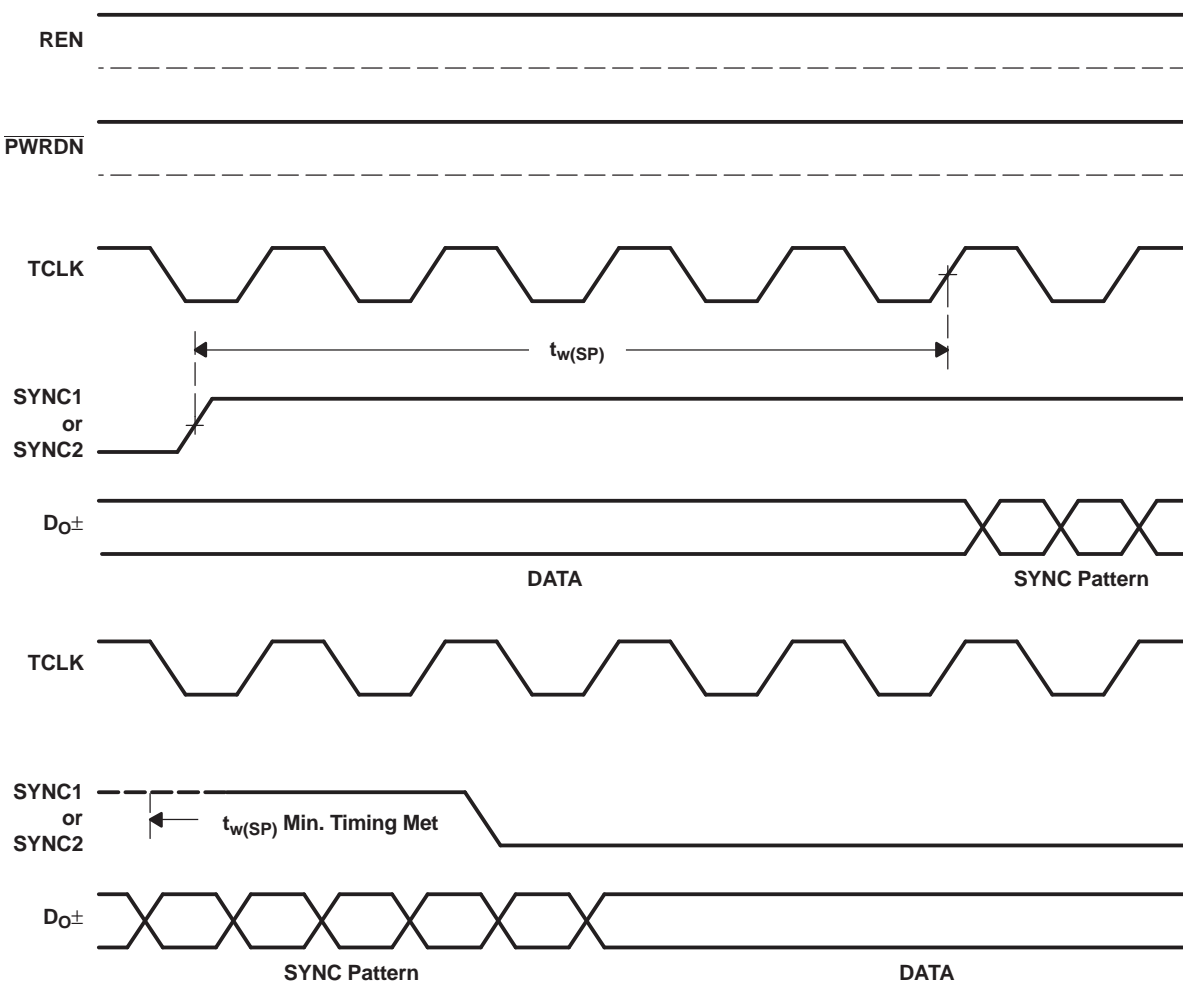 REN
PWRDN
TCLK
tw(SP)
SYNC1
or
SYNC2
DO±
DATA
SYNC Pattern
TCLK
SYNC1
or
SYNC2
tw(SP) Min. Timing Met
DO±
SYNC Pattern
DATA